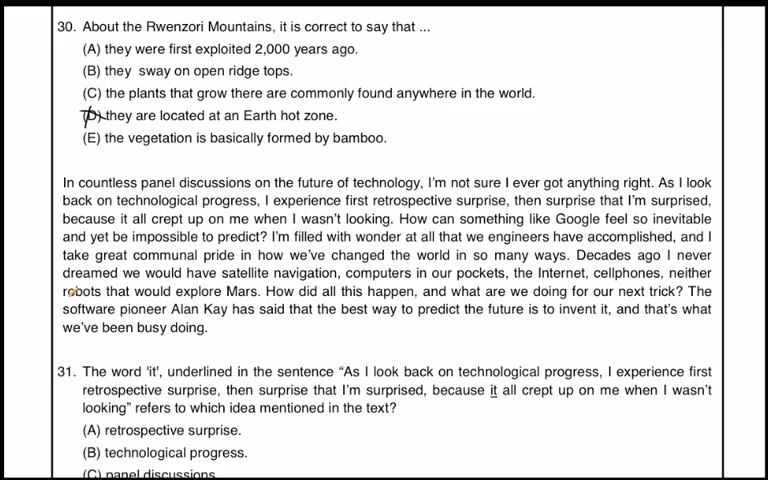 30. About the Rwenzori Mountains, it is correct to say that ...
(A) they were first exploited 2,000 years ago.
(B) they sway on open ridge tops.
(C) the plants that grow there are commonly found anywhere in the world.
(D) they are located at an Earth hot zone.
(E) the vegetation is basically formed by bamboo.
In countless panel discussions on the future of technology, I'm not sure I ever got anything right. As I look
back on technological progress, I experience first retrospective surprise, then surprise that I'm surprised,
because it all crept up on me when I wasn't looking. How can something like Google feel so inevitable
and yet be impossible to predict? I'm filled with wonder at all that we engineers have accomplished, and I
take great communal pride in how we've changed the world in so many ways. Decades ago I never
dreamed we would have satellite navigation, computers in our pockets, the Internet, cellphones, neither
robots that would explore Mars. How did all this happen, and what are we doing for our next trick? The
software pioneer Alan Kay has said that the best way to predict the future is to invent it, and that's what
we've been busy doing.
31. The word 'it', underlined in the sentence “As I look back on technological progress, I experience first
retrospective surprise, then surprise that I'm surprised, because it all crept up on me when I wasn't
looking” refers to which idea mentioned in the text?
(A) retrospective surprise.
(B) technological progress.
(C) panel discussions